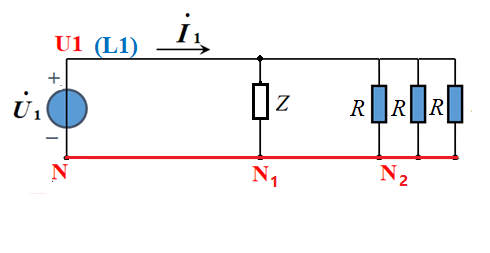 U1 (L1) İ₁
+
U̇₁
−
Z
R R R
N N₁ N₂